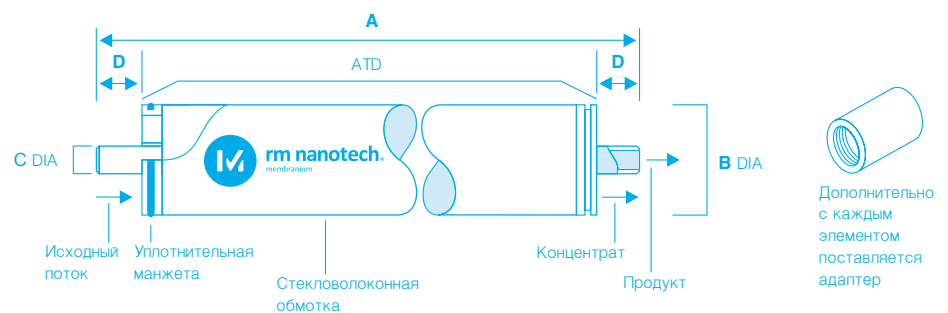 A
D
ATD
D
C DIA
rm nanotech®
membranium
B DIA
Исходный
поток
Уплотнительная
манжета
Стекловолоконная
обмотка
Концентрат
Продукт
Дополнительно
с каждым
элементом
поставляется
адаптер